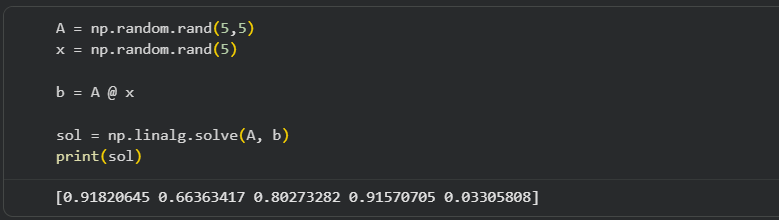 A = np.random.rand(5,5)
x = np.random.rand(5)
b = A @ x
sol = np.linalg.solve(A, b)
print(sol)
[0.91820645 0.66363417 0.80273282 0.91570705 0.03305808]